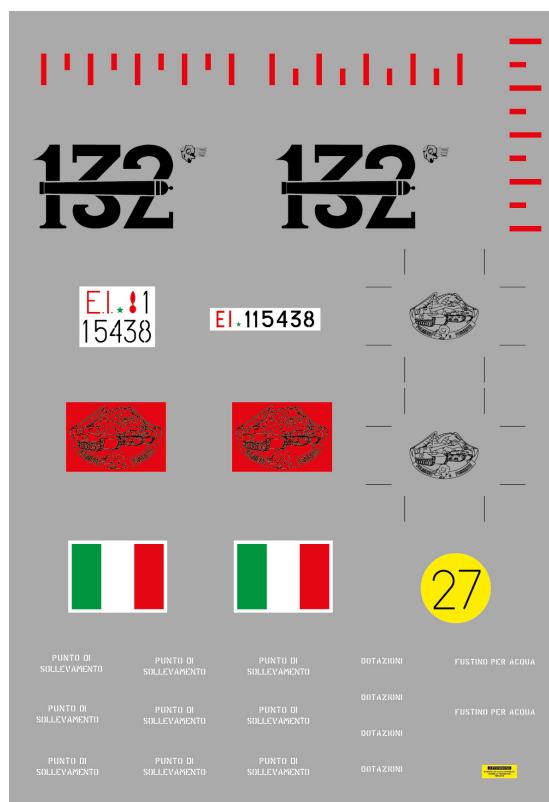 132
132
E.I. 1
15438
EI 115438
27
PUNTO DI
SOLLEVAMENTO
PUNTO DI
SOLLEVAMENTO
PUNTO DI
SOLLEVAMENTO
DOTAZIONI
FUSTINO PER ACQUA
DOTAZIONI
PUNTO DI
SOLLEVAMENTO
PUNTO DI
SOLLEVAMENTO
PUNTO DI
SOLLEVAMENTO
FUSTINO PER ACQUA
DOTAZIONI
PUNTO DI
SOLLEVAMENTO
PUNTO DI
SOLLEVAMENTO
PUNTO DI
SOLLEVAMENTO
DOTAZIONI